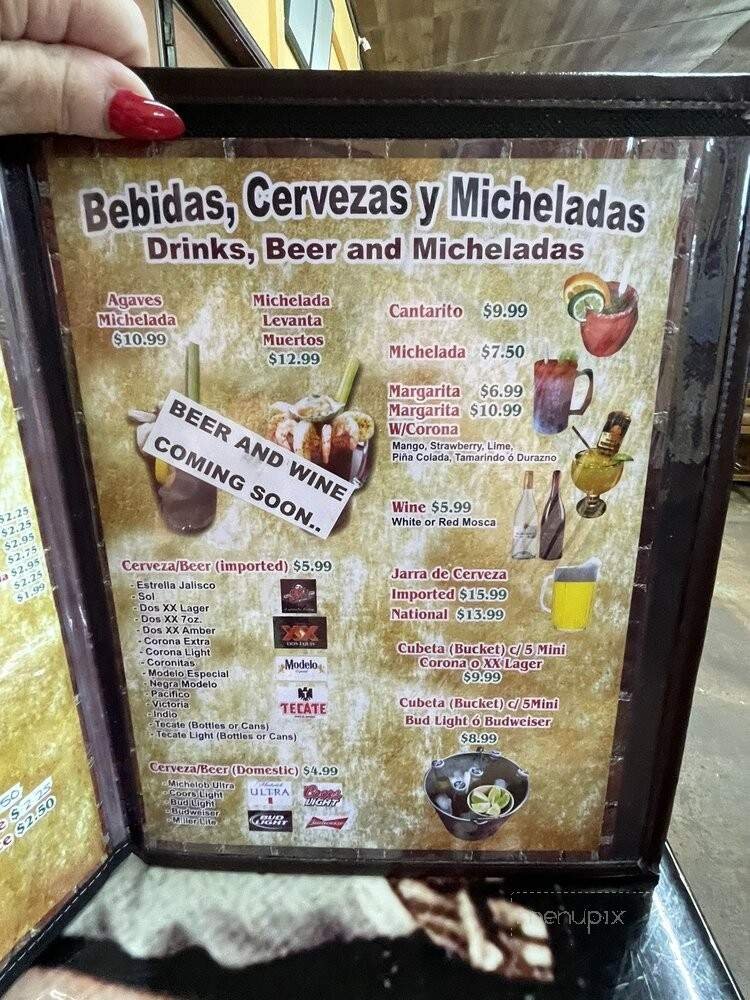 Bebidas, Cervezas y Micheladas
Drinks, Beer and Micheladas
Agaves
Michelada
$10.99
Michelada
Levanta
Muertos
$12.99
BEER AND WINE
COMING SOON..
Cantarito $9.99
Michelada $7.50
Margarita $6.99
Margarita $10.99
W/Corona
Mango, Strawberry, Lime,
Piña Colada, Tamarindo ó Durazno
Wine $5.99
White or Red Mosca
Cerveza/Beer (imported) $5.99
- Estrella Jalisco
- Sol
- Dos XX Lager
- Dos XX 7oz.
- Dos XX Amber
- Corona Extra
- Corona Light
- Coronitas
- Modelo Especial
- Negra Modelo
- Pacifico
- Victoria
- Indio
- Tecate (Bottles or Cans)
- Tecate Light (Bottles or Cans)
XX
DOS EQUIS
Modelo
TECATE
Cerveza/Beer (Domestic) $4.99
- Michelob Ultra
- Coors Light
- Bud Light
- Budweiser
- Miller Lite
Michelob
ULTRA
Coors
LIGHT
BUD
LIGHT
Budweiser
Jarra de Cerveza
Imported $15.99
National $13.99
Cubeta (Bucket) c/ 5 Mini
Corona o XX Lager
$9.99
Cubeta (Bucket) c/ 5Mini
Bud Light ó Budweiser
$8.99
$2.25
$2.25
$2.95
$2.75
$2.95
$2.25
$1.99
$2.25
$2.50
menupix